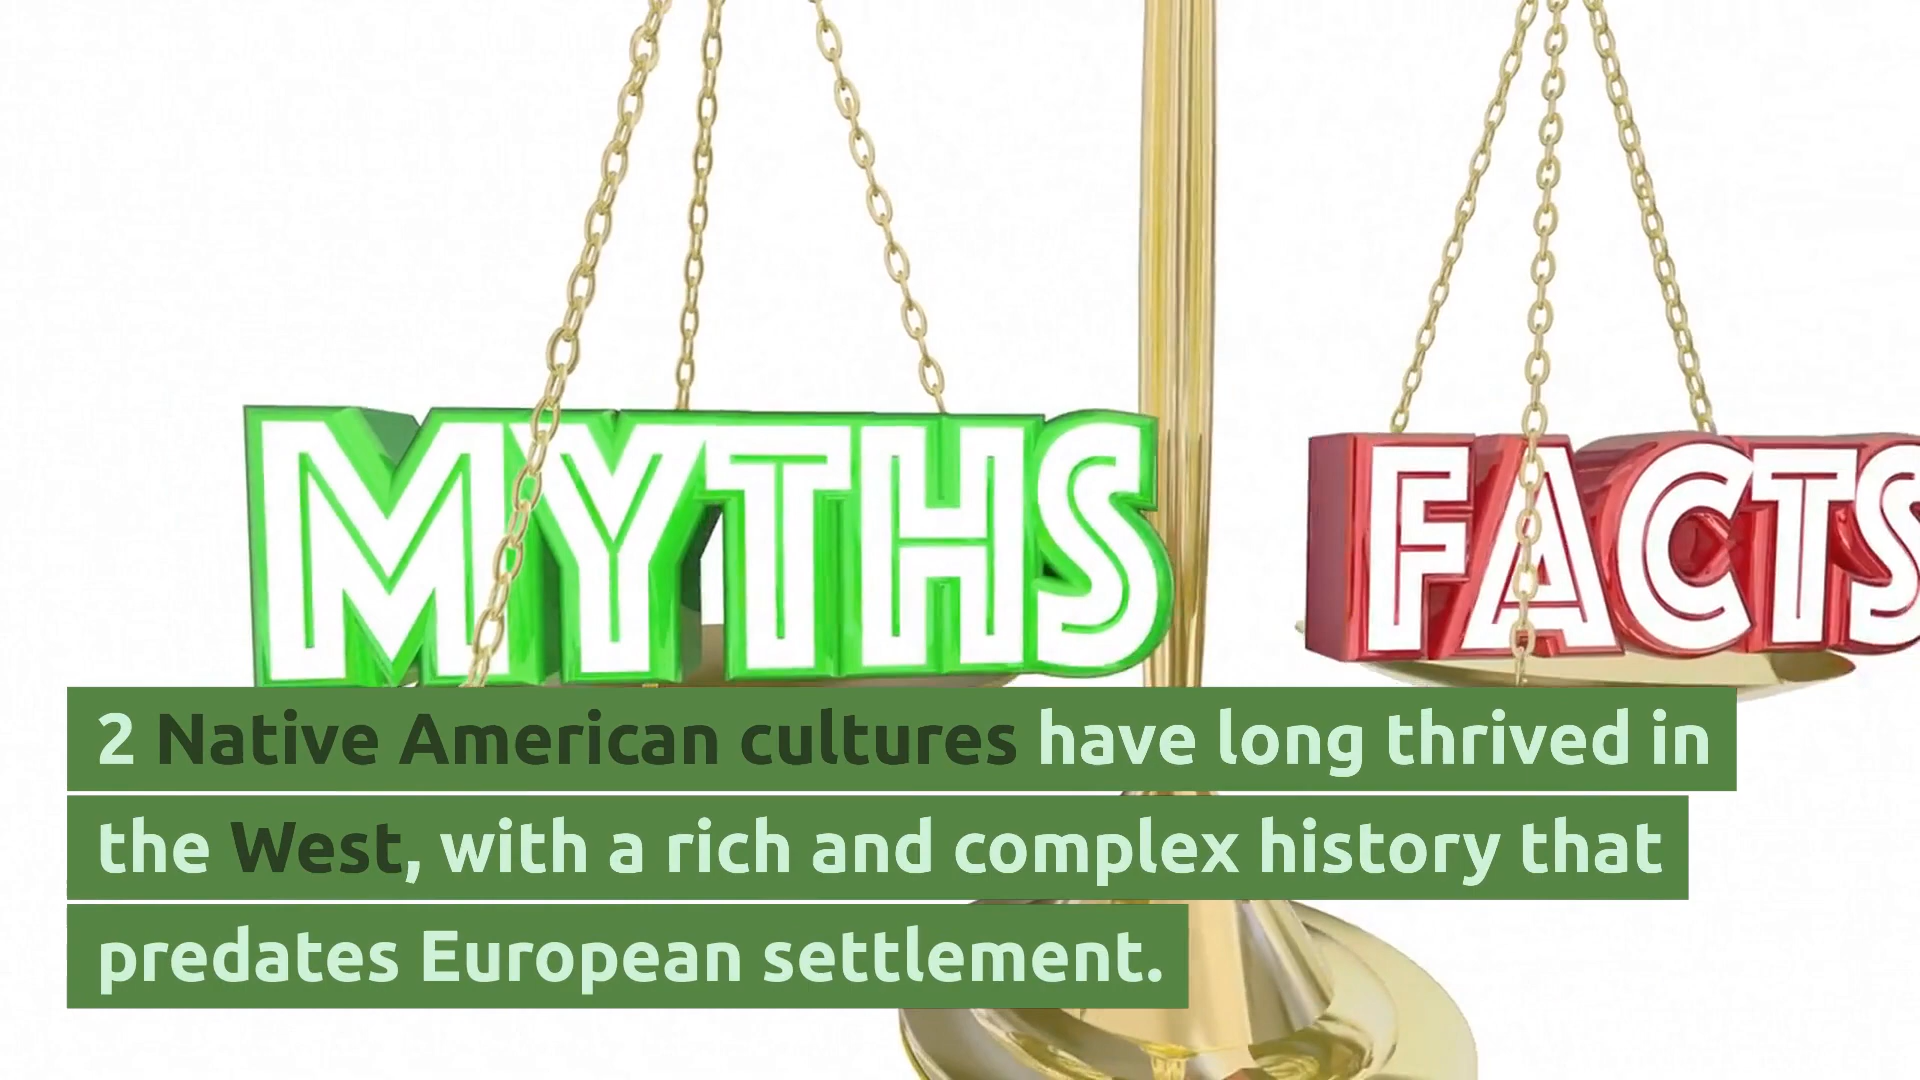 MYTHS
FACTS
2 Native American cultures have long thrived in
the West, with a rich and complex history that
predates European settlement.